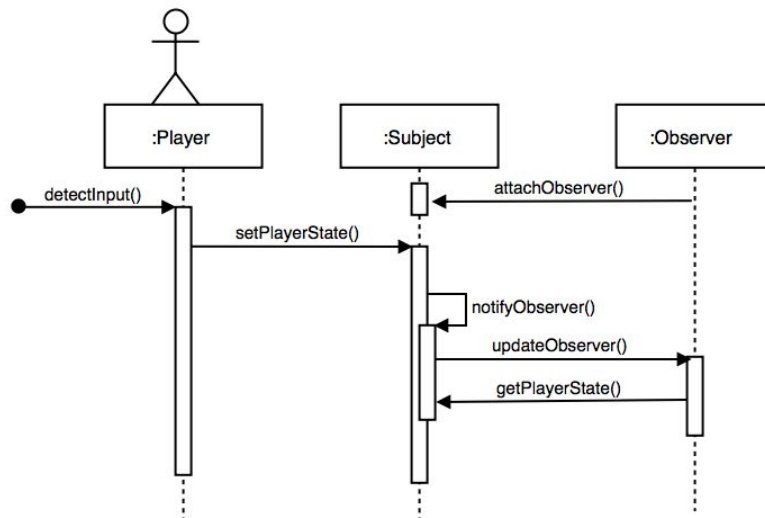 :Player
:Subject
:Observer
detectInput()
attachObserver()
setPlayerState()
notifyObserver()
updateObserver()
getPlayerState()